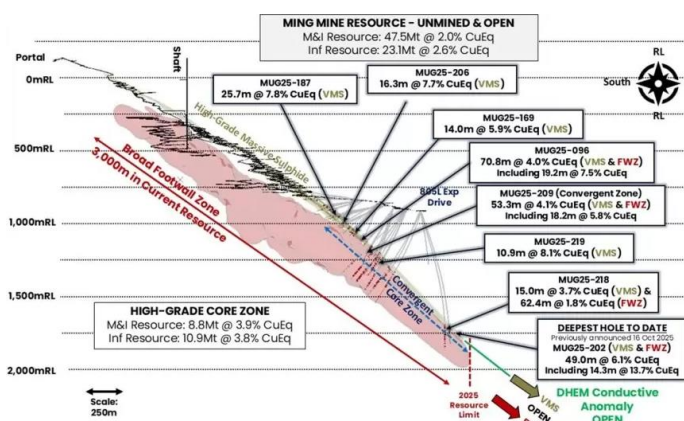 MING MINE RESOURCE - UNMINED & OPEN
M&I Resource: 47.5Mt @ 2.0% CuEq
Inf Resource: 23.1Mt @ 2.6% CuEq
Portal
Shaft
RL
South
RL
0mRL
500mRL
1,000mRL
1,500mRL
2,000mRL
MUG25-187
25.7m @ 7.8% CuEq (VMS)
MUG25-206
16.3m @ 7.7% CuEq (VMS)
MUG25-169
14.0m @ 5.9% CuEq (VMS)
MUG25-096
70.8m @ 4.0% CuEq (VMS & FWZ)
Including 19.2m @ 7.5% CuEq
MUG25-209 (Convergent Zone)
53.3m @ 4.1% CuEq (VMS & FWZ)
Including 18.2m @ 5.8% CuEq
MUG25-219
10.9m @ 8.1% CuEq (VMS)
MUG25-218
15.0m @ 3.7% CuEq (VMS) &
62.4m @ 1.8% CuEq (FWZ)
DEEPEST HOLE TO DATE
Previously announced 16 Oct 2025
MUG25-202 (VMS & FWZ)
49.0m @ 6.1% CuEq
Including 14.3m @ 13.7% CuEq
High-Grade Massive Sulphide
805L Exp
Drive
Broad Footwall Zone
3,000m in Current Resource
Convergent
Core Zone
HIGH-GRADE CORE ZONE
M&I Resource: 8.8Mt @ 3.9% CuEq
Inf Resource: 10.9Mt @ 3.8% CuEq
Scale:
250m
2025
Resource
Limit
VMS
OPEN
DHEM Conductive
Anomaly
OPEN